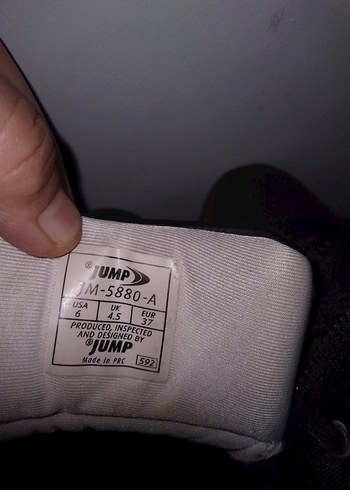 ®JUMP
JM-5880-A
USA UK EUR
6 4.5 37
PRODUCED, INSPECTED
AND DESIGNED BY
®JUMP
Made in PRC 592